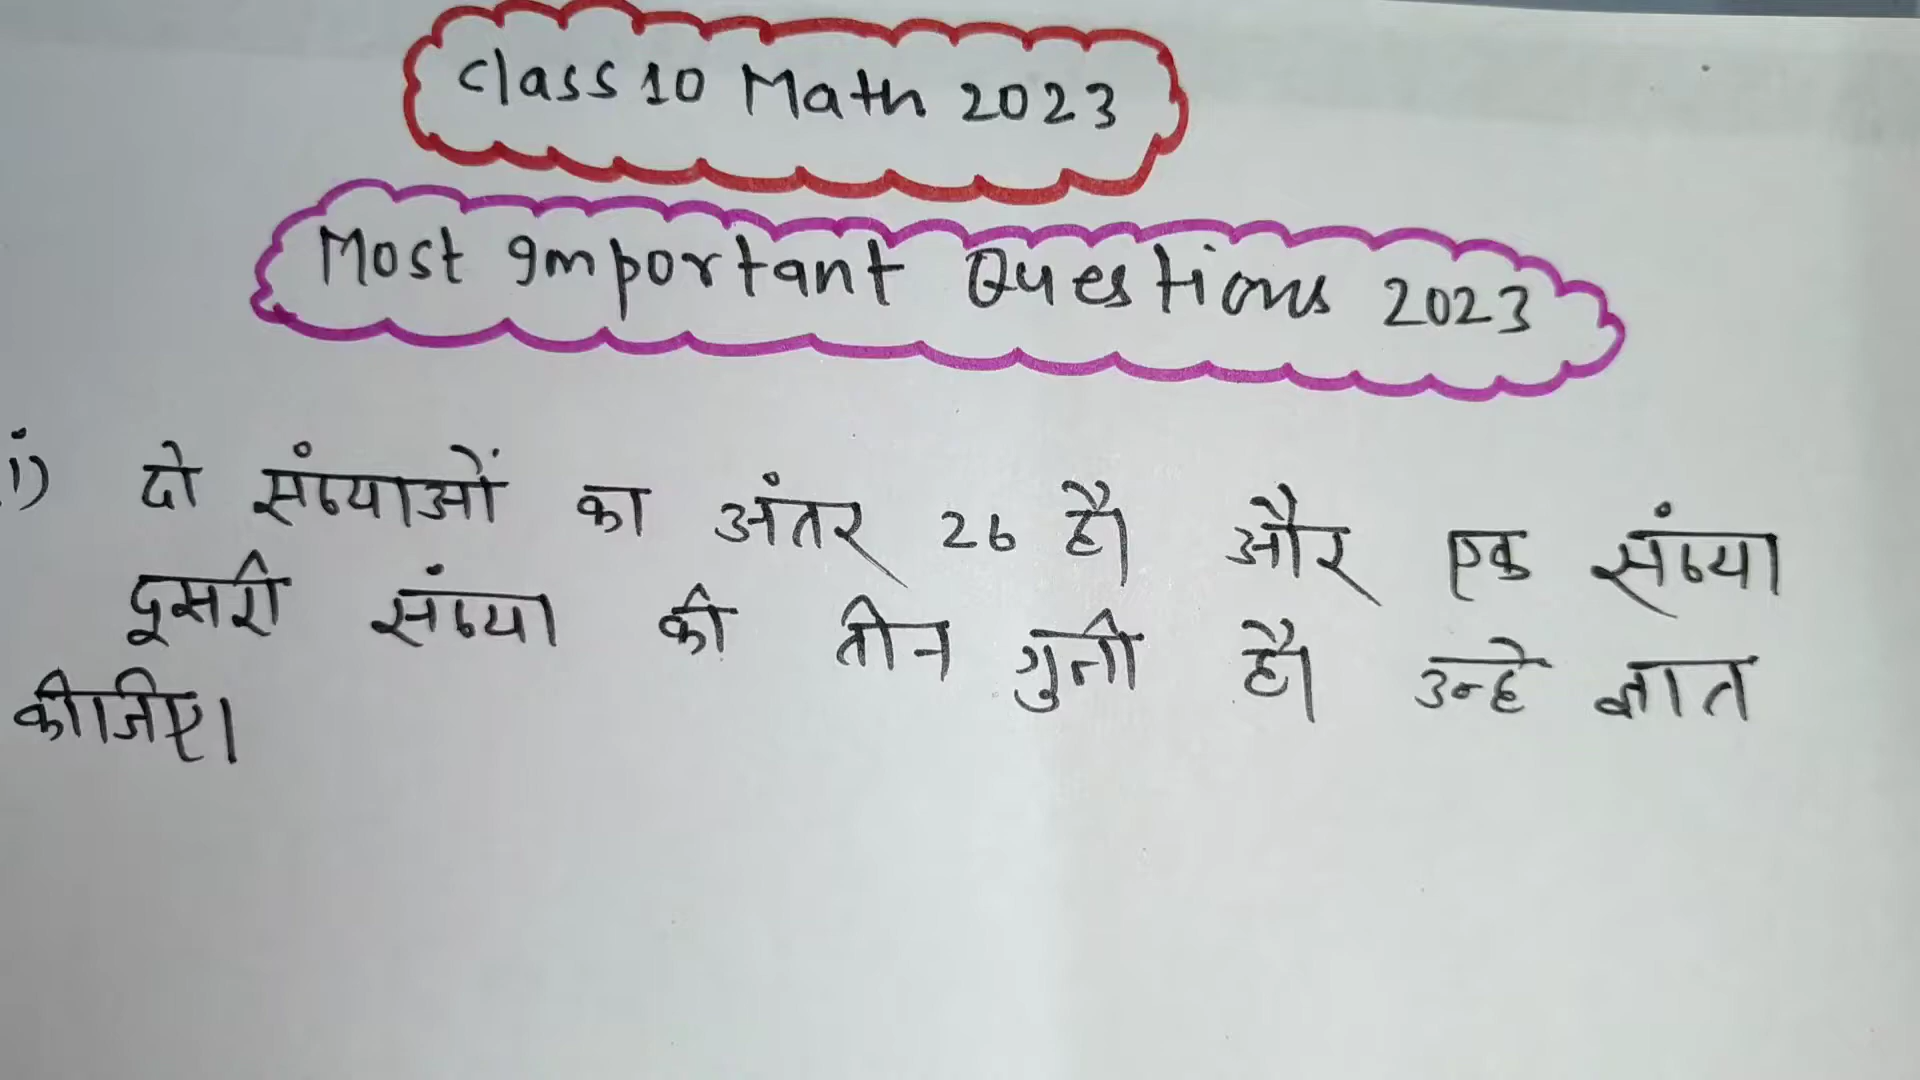 Class 10 Math 2023
Most Important Questions 2023
i) दो संख्याओं का अंतर 26 है। और एक संख्या
दूसरी संख्या की तीन गुनी है। उन्हे ज्ञात
कीजिए।